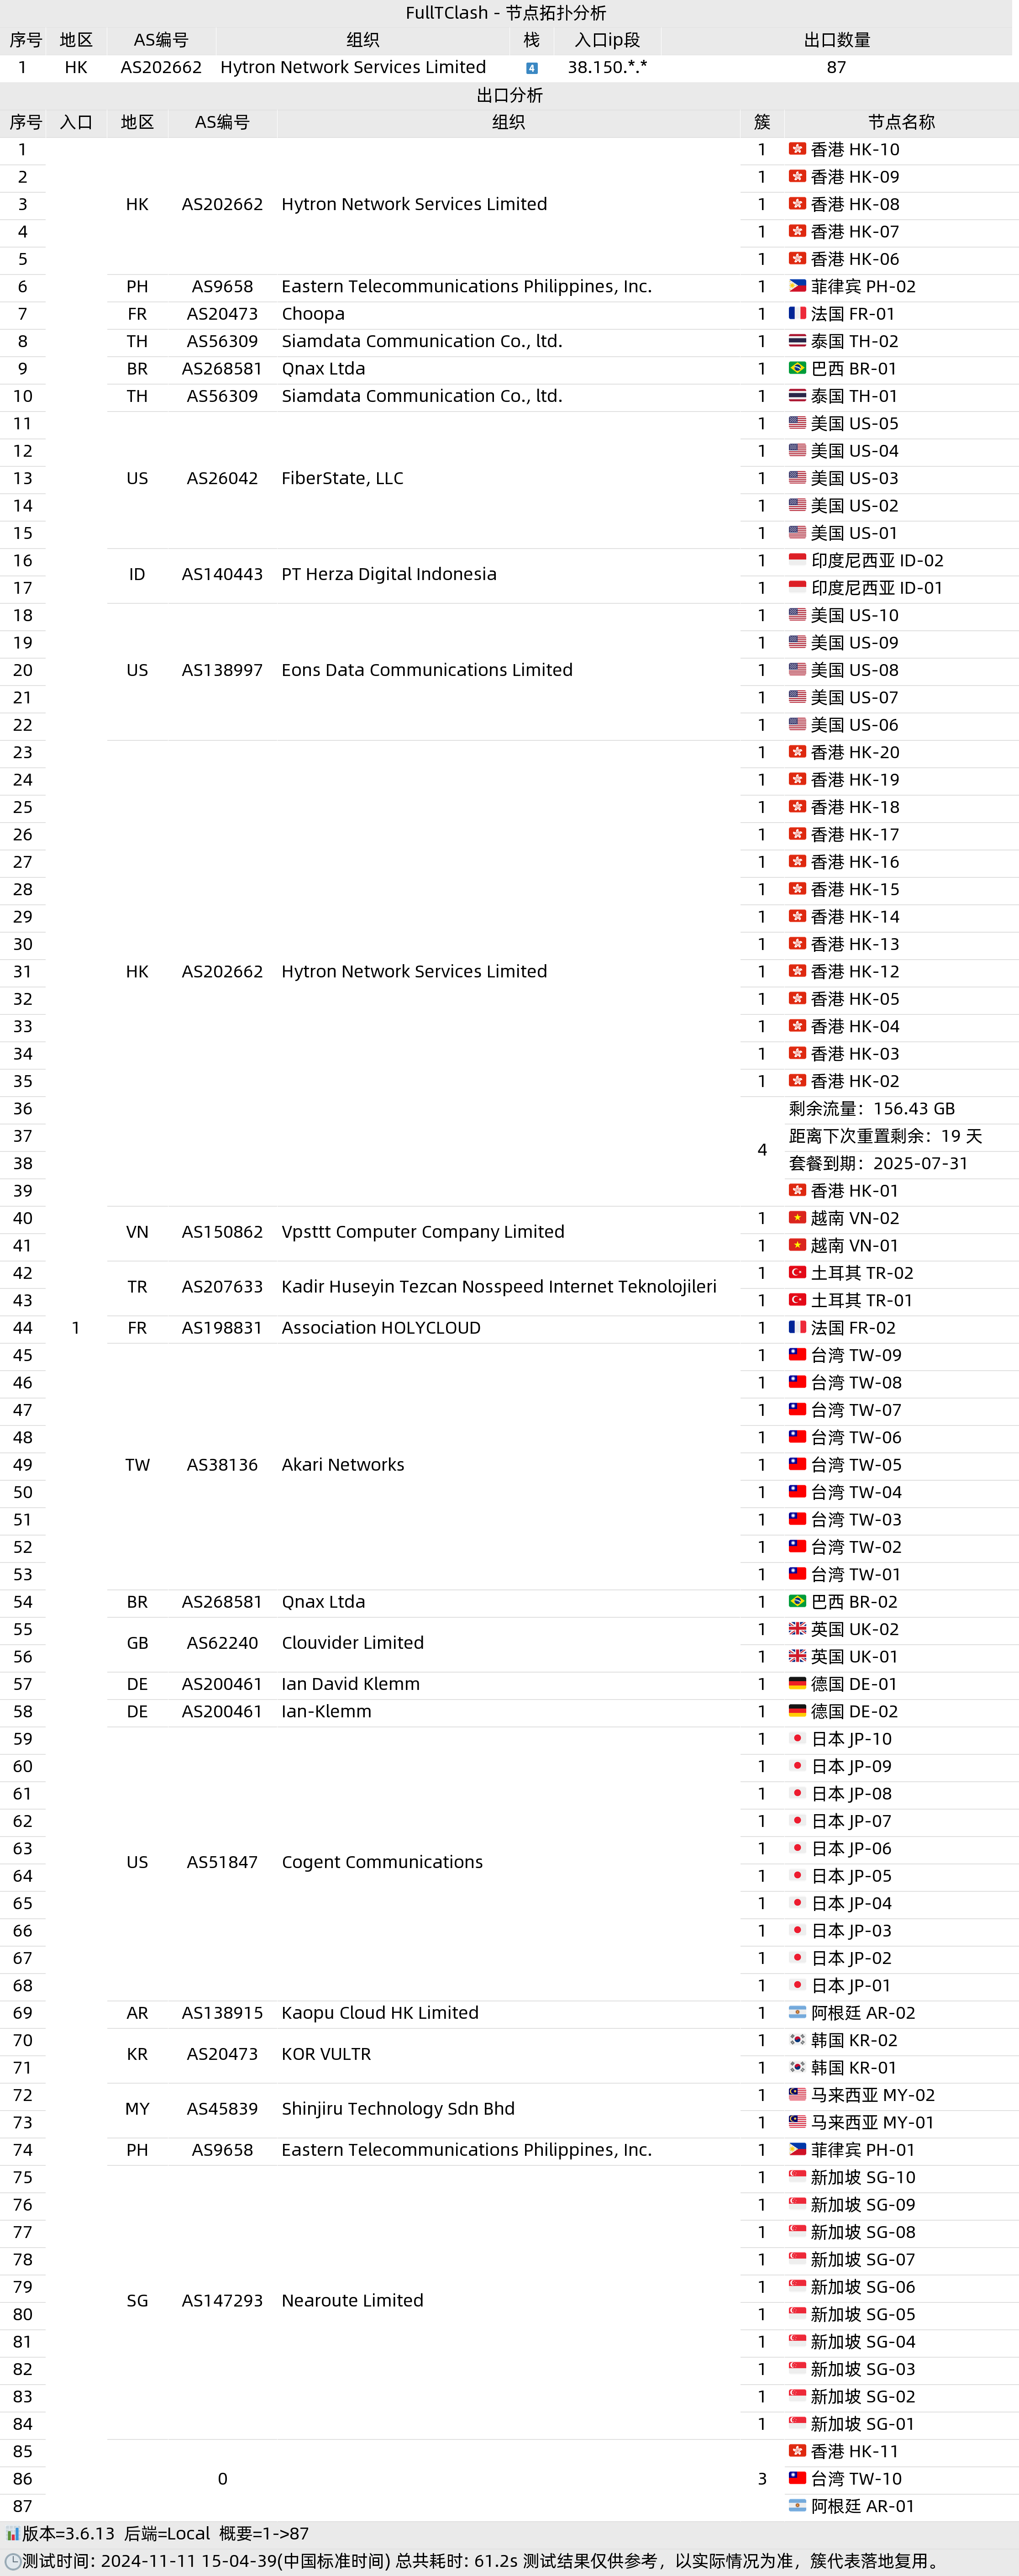 FullTClash - 节点拓扑分析
序号 地区 AS编号 组织 栈 入口ip段 出口数量
1 HK AS202662 Hytron Network Services Limited 4 38.150.*.* 87
出口分析
序号 入口 地区 AS编号 组织 簇 节点名称
1 1 香港 HK-10
2 1 香港 HK-09
3 HK AS202662 Hytron Network Services Limited 1 香港 HK-08
4 1 香港 HK-07
5 1 香港 HK-06
6 PH AS9658 Eastern Telecommunications Philippines, Inc. 1 菲律宾 PH-02
7 FR AS20473 Choopa 1 法国 FR-01
8 TH AS56309 Siamdata Communication Co., ltd. 1 泰国 TH-02
9 BR AS268581 Qnax Ltda 1 巴西 BR-01
10 TH AS56309 Siamdata Communication Co., ltd. 1 泰国 TH-01
11 1 美国 US-05
12 1 美国 US-04
13 US AS26042 FiberState, LLC 1 美国 US-03
14 1 美国 US-02
15 1 美国 US-01
16 1 印度尼西亚 ID-02
ID AS140443 PT Herza Digital Indonesia
17 1 印度尼西亚 ID-01
18 1 美国 US-10
19 1 美国 US-09
20 US AS138997 Eons Data Communications Limited 1 美国 US-08
21 1 美国 US-07
22 1 美国 US-06
23 1 香港 HK-20
24 1 香港 HK-19
25 1 香港 HK-18
26 1 香港 HK-17
27 1 香港 HK-16
28 1 香港 HK-15
29 1 香港 HK-14
30 1 香港 HK-13
31 HK AS202662 Hytron Network Services Limited 1 香港 HK-12
32 1 香港 HK-05
33 1 香港 HK-04
34 1 香港 HK-03
35 1 香港 HK-02
36 剩余流量：156.43 GB
37 距离下次重置剩余：19 天
4
38 套餐到期：2025-07-31
39 香港 HK-01
40 1 越南 VN-02
VN AS150862 Vpsttt Computer Company Limited
41 1 越南 VN-01
42 1 土耳其 TR-02
TR AS207633 Kadir Huseyin Tezcan Nosspeed Internet Teknolojileri
43 1 土耳其 TR-01
44 1 FR AS198831 Association HOLYCLOUD 1 法国 FR-02
45 1 台湾 TW-09
46 1 台湾 TW-08
47 1 台湾 TW-07
48 1 台湾 TW-06
49 TW AS38136 Akari Networks 1 台湾 TW-05
50 1 台湾 TW-04
51 1 台湾 TW-03
52 1 台湾 TW-02
53 1 台湾 TW-01
54 BR AS268581 Qnax Ltda 1 巴西 BR-02
55 1 英国 UK-02
GB AS62240 Clouvider Limited
56 1 英国 UK-01
57 DE AS200461 Ian David Klemm 1 德国 DE-01
58 DE AS200461 Ian-Klemm 1 德国 DE-02
59 1 日本 JP-10
60 1 日本 JP-09
61 1 日本 JP-08
62 1 日本 JP-07
63 1 日本 JP-06
US AS51847 Cogent Communications
64 1 日本 JP-05
65 1 日本 JP-04
66 1 日本 JP-03
67 1 日本 JP-02
68 1 日本 JP-01
69 AR AS138915 Kaopu Cloud HK Limited 1 阿根廷 AR-02
70 1 韩国 KR-02
KR AS20473 KOR VULTR
71 1 韩国 KR-01
72 1 马来西亚 MY-02
MY AS45839 Shinjiru Technology Sdn Bhd
73 1 马来西亚 MY-01
74 PH AS9658 Eastern Telecommunications Philippines, Inc. 1 菲律宾 PH-01
75 1 新加坡 SG-10
76 1 新加坡 SG-09
77 1 新加坡 SG-08
78 1 新加坡 SG-07
79 1 新加坡 SG-06
SG AS147293 Nearoute Limited
80 1 新加坡 SG-05
81 1 新加坡 SG-04
82 1 新加坡 SG-03
83 1 新加坡 SG-02
84 1 新加坡 SG-01
85 香港 HK-11
86 0 3 台湾 TW-10
87 阿根廷 AR-01
版本=3.6.13 后端=Local 概要=1->87
测试时间: 2024-11-11 15-04-39(中国标准时间) 总共耗时: 61.2s 测试结果仅供参考，以实际情况为准，簇代表落地复用。